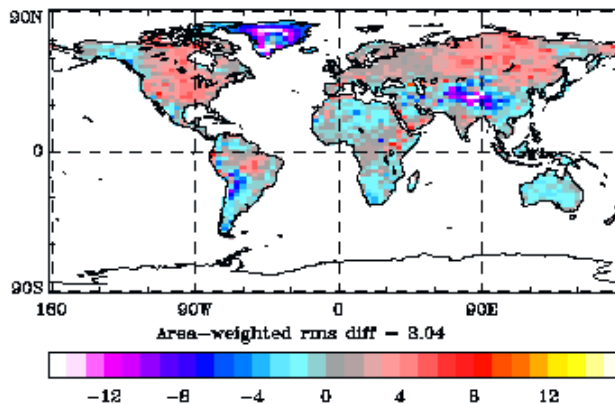 90N
0
90S
180 90W 0 90E
Area-weighted rms diff = 3.04
-12 -8 -4 0 4 8 12